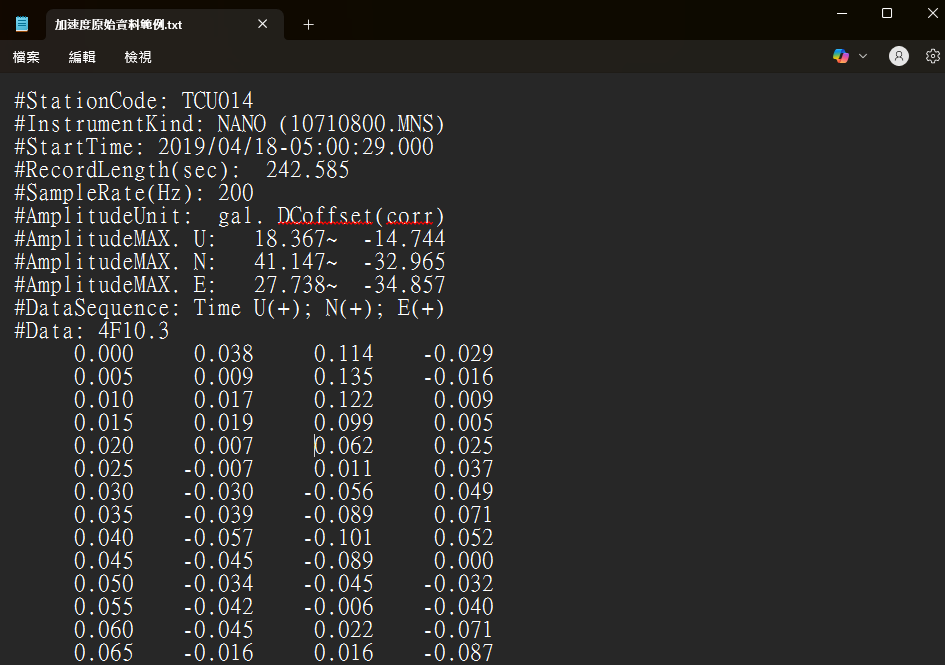 加速度原始資料範例.txt
檔案 編輯 檢視
#StationCode: TCU014
#InstrumentKind: NANO (10710800.MNS)
#StartTime: 2019/04/18-05:00:29.000
#RecordLength(sec):  242.585
#SampleRate(Hz): 200
#AmplitudeUnit:  gal. DCoffset(corr)
#AmplitudeMAX. U:   18.367~  -14.744
#AmplitudeMAX. N:   41.147~  -32.965
#AmplitudeMAX. E:   27.738~  -34.857
#DataSequence: Time U(+); N(+); E(+)
#Data: 4F10.3
     0.000     0.038     0.114    -0.029
     0.005     0.009     0.135    -0.016
     0.010     0.017     0.122     0.009
     0.015     0.019     0.099     0.005
     0.020     0.007     0.062     0.025
     0.025    -0.007     0.011     0.037
     0.030    -0.030    -0.056     0.049
     0.035    -0.039    -0.089     0.071
     0.040    -0.057    -0.101     0.052
     0.045    -0.045    -0.089     0.000
     0.050    -0.034    -0.045    -0.032
     0.055    -0.042    -0.006    -0.040
     0.060    -0.045     0.022    -0.071
     0.065    -0.016     0.016    -0.087